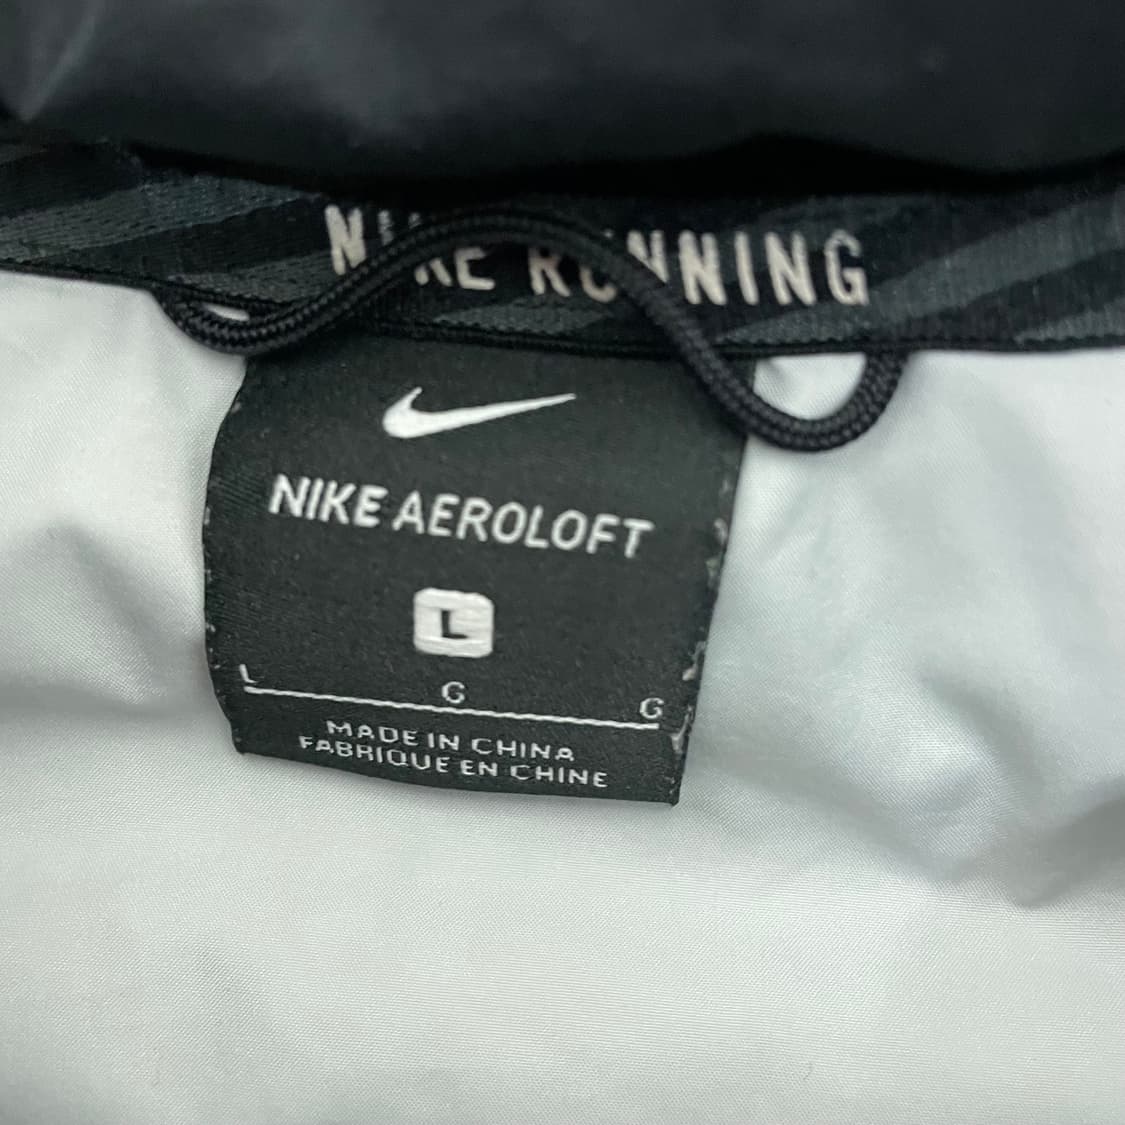 NIKE RUNNING
NIKE AEROLOFT
L
L G G
MADE IN CHINA
FABRIQUE EN CHINE